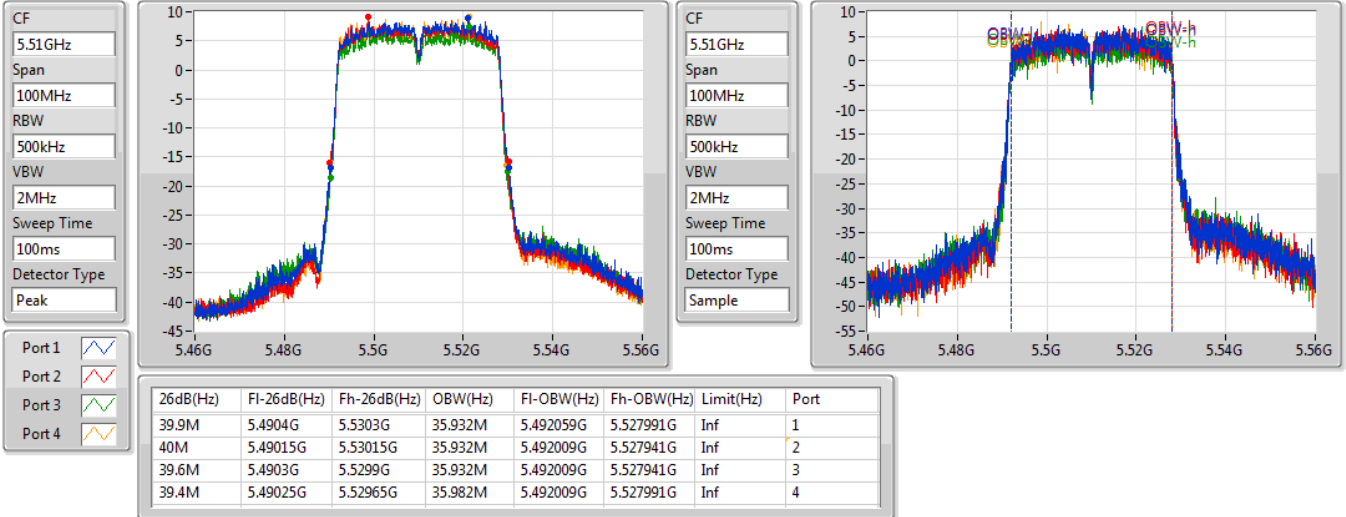 CF
5.51GHz
Span
100MHz
RBW
500kHz
VBW
2MHz
Sweep Time
100ms
Detector Type
Peak
10
5
0
-5
-10
-15
-20
-25
-30
-35
-40
-45
5.46G 5.48G 5.5G 5.52G 5.54G 5.56G
CF
5.51GHz
Span
100MHz
RBW
500kHz
VBW
2MHz
Sweep Time
100ms
Detector Type
Sample
10
5
0
-5
-10
-15
-20
-25
-30
-35
-40
-45
-50
-55
OBW-h
OBW-h
5.46G 5.48G 5.5G 5.52G 5.54G 5.56G
Port 1
Port 2
Port 3
Port 4
26dB(Hz) Fl-26dB(Hz) Fh-26dB(Hz) OBW(Hz) Fl-OBW(Hz) Fh-OBW(Hz) Limit(Hz) Port
39.9M 5.4904G 5.5303G 35.932M 5.492059G 5.527991G Inf 1
40M 5.49015G 5.53015G 35.932M 5.492009G 5.527941G Inf 2
39.6M 5.4903G 5.5299G 35.932M 5.492009G 5.527941G Inf 3
39.4M 5.49025G 5.52965G 35.982M 5.492009G 5.527991G Inf 4